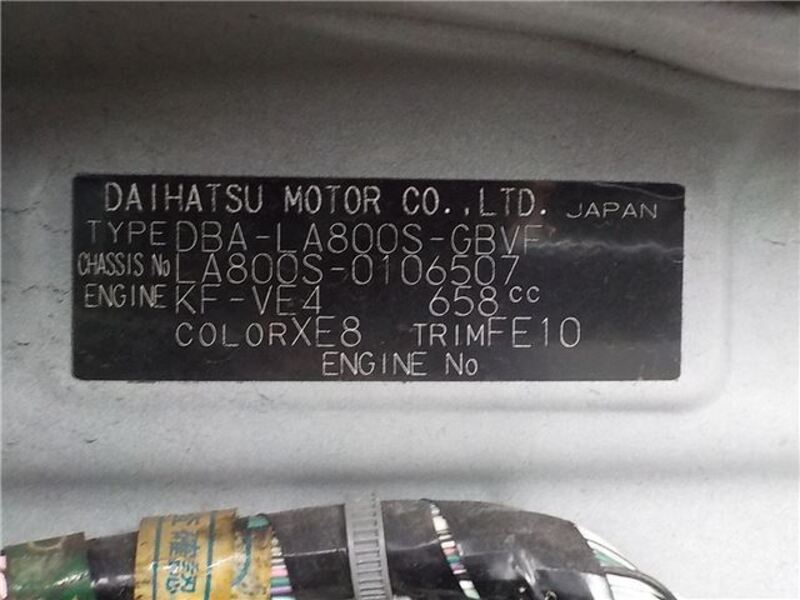 DAIHATSU MOTOR CO.,LTD. JAPAN
TYPE DBA-LA800S-GBVF
CHASSIS No LA800S-0106507
ENGINE KF-VE4 658cc
COLOR XE8 TRIM FE10
ENGINE No